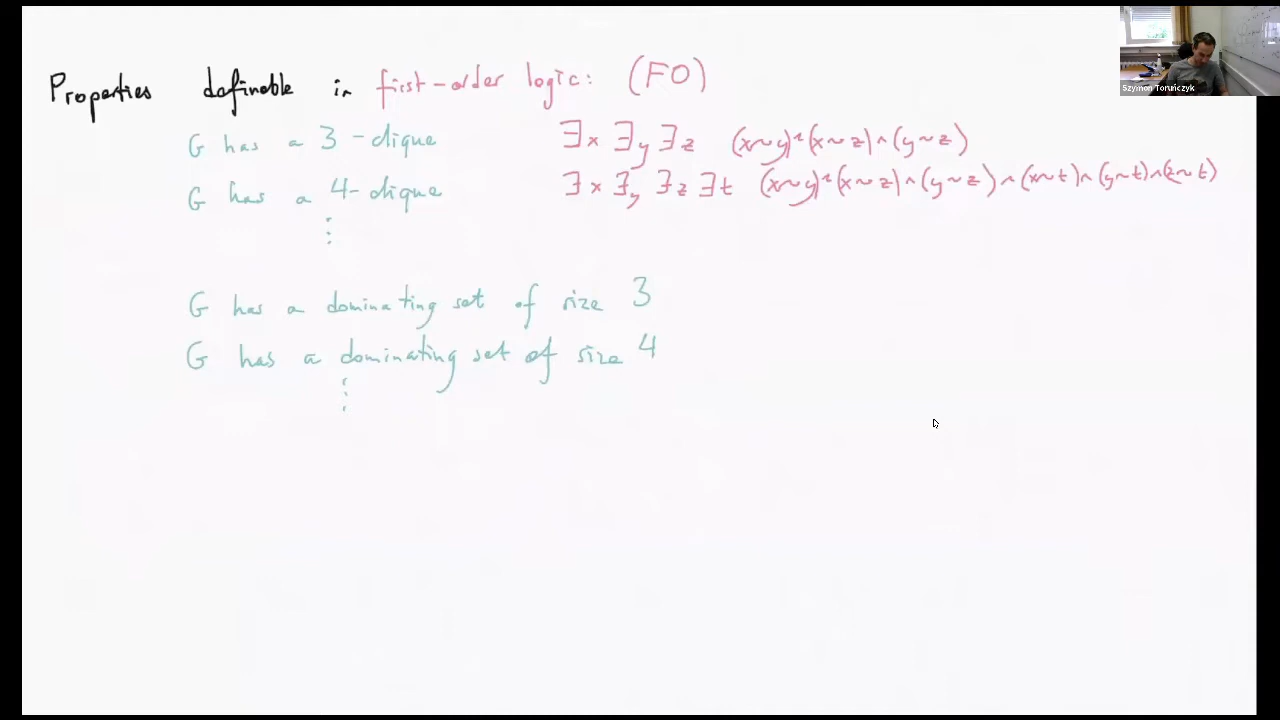 Szymon Toruńczyk
Properties definable in first-order logic: (FO)
G has a 3-clique ∃x ∃y ∃z (x~y)∧(x~z)∧(y~z)
G has a 4-clique ∃x ∃y ∃z ∃t (x~y)∧(x~z)∧(y~z)∧(x~t)∧(y~t)∧(z~t)
⋮
G has a dominating set of size 3
G has a dominating set of size 4
⋮